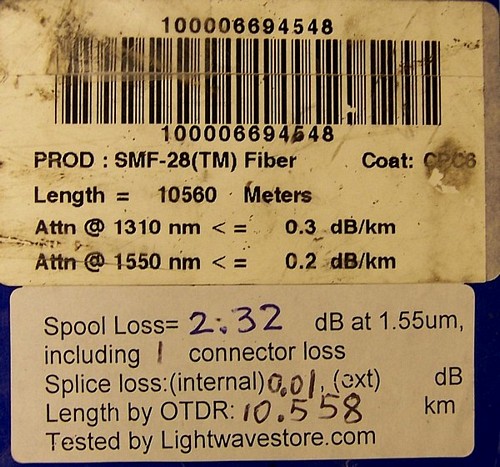 100006694548
100006694548
PROD : SMF-28(TM) Fiber Coat: CPC6
Length = 10560 Meters
Attn @ 1310 nm < = 0.3 dB/km
Attn @ 1550 nm < = 0.2 dB/km
Spool Loss= 2.32 dB at 1.55um,
including 1 connector loss
Splice loss:(internal)0.01, (ext) dB
Length by OTDR: 10.558 km
Tested by Lightwavestore.com